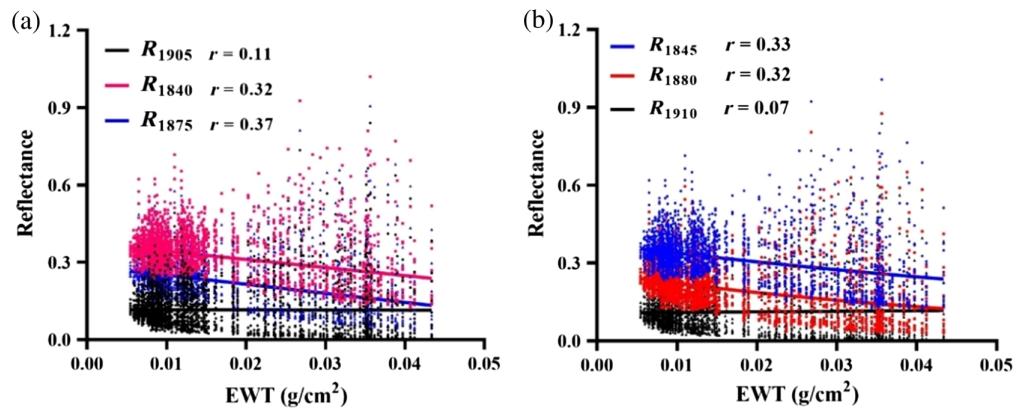 (a)
1.2
0.9
0.6
0.3
0.0
Reflectance
R1905 r = 0.11
R1840 r = 0.32
R1875 r = 0.37
0.00 0.01 0.02 0.03 0.04 0.05
EWT (g/cm²)
(b)
1.2
0.9
0.6
0.3
0.0
Reflectance
R1845 r = 0.33
R1880 r = 0.32
R1910 r = 0.07
0.00 0.01 0.02 0.03 0.04 0.05
EWT (g/cm²)